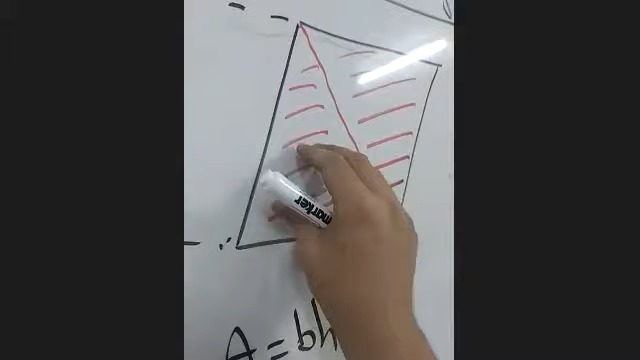 marker
A = bh